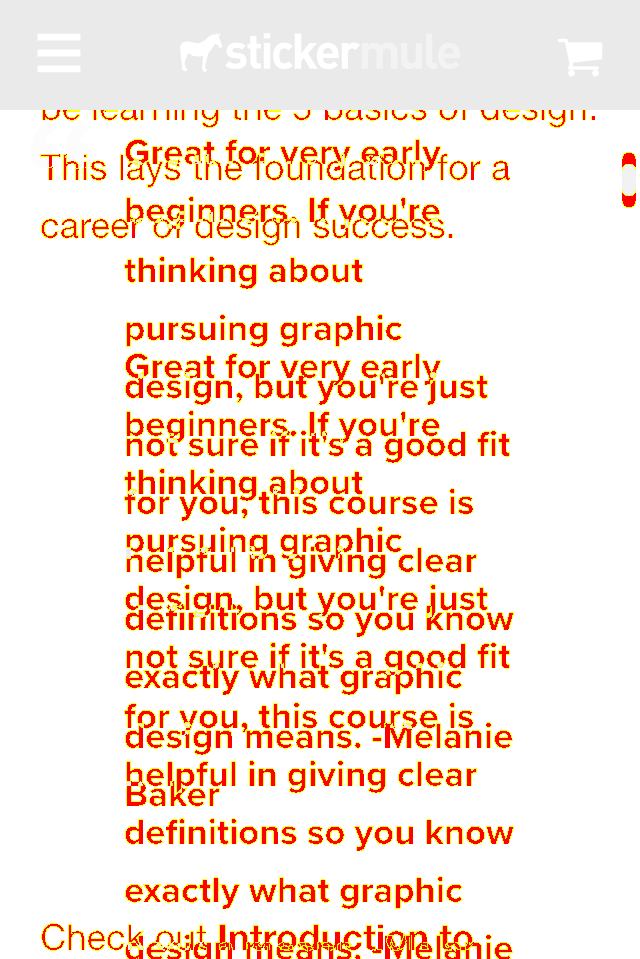 stickermule
be learning the 5 basics of design.
This lays the foundation for a
career of design success.
Great for very early
beginners. If you're
thinking about
pursuing graphic
design, but you're just
not sure if it's a good fit
for you, this course is
helpful in giving clear
definitions so you know
exactly what graphic
design means. -Melanie
Baker
Great for very early
beginners. If you're
thinking about
pursuing graphic
design, but you're just
not sure if it's a good fit
for you, this course is
helpful in giving clear
definitions so you know
exactly what graphic
design means. -Melanie
Check out Introduction to